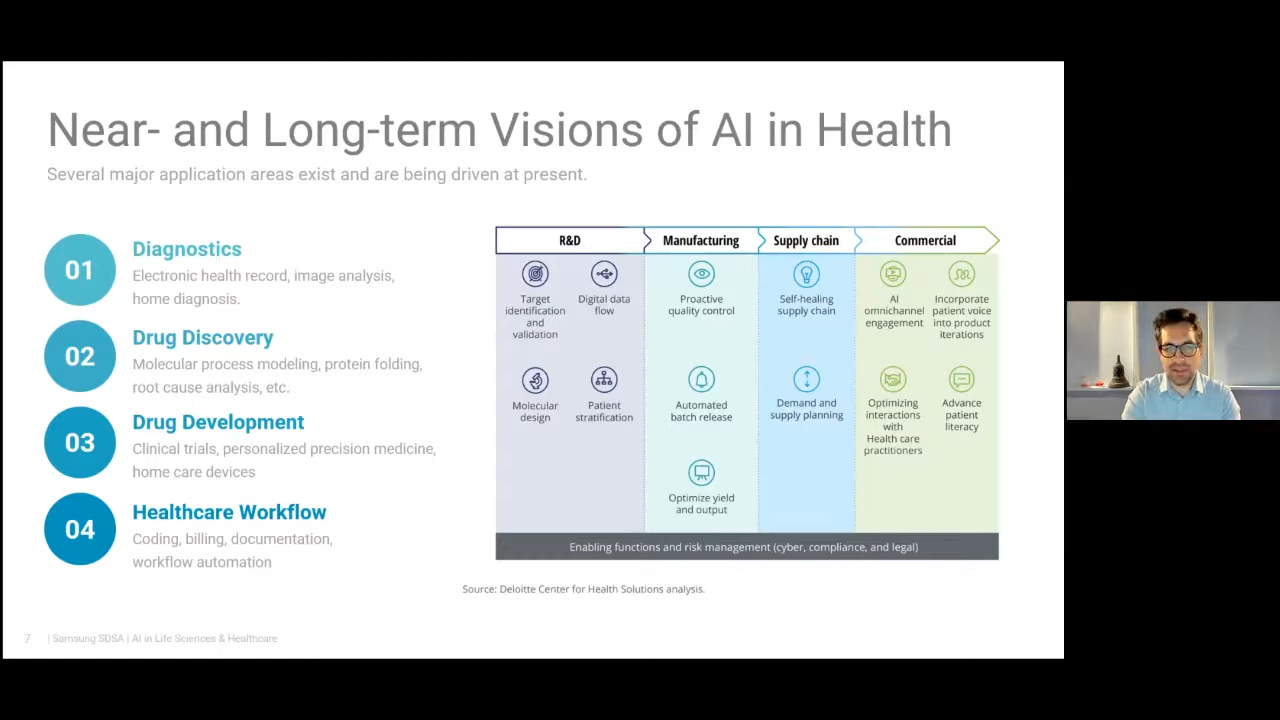 Near- and Long-term Visions of AI in Health
Several major application areas exist and are being driven at present.
01
Diagnostics
Electronic health record, image analysis,
home diagnosis.
02
Drug Discovery
Molecular process modeling, protein folding,
root cause analysis, etc.
03
Drug Development
Clinical trials, personalized precision medicine,
home care devices
04
Healthcare Workflow
Coding, billing, documentation,
workflow automation
R&D
Target
identification
and
validation
Digital data
flow
Molecular
design
Patient
stratification
Manufacturing
Proactive
quality control
Automated
batch release
Optimize yield
and output
Supply chain
Self-healing
supply chain
Demand and
supply planning
Commercial
AI
omnichannel
engagement
Incorporate
patient voice
into product
iterations
Optimizing
interactions
with
Health care
practitioners
Advance
patient
literacy
Enabling functions and risk management (cyber, compliance, and legal)
Source: Deloitte Center for Health Solutions analysis.
7 | Samsung SDSA | AI in Life Sciences & Healthcare